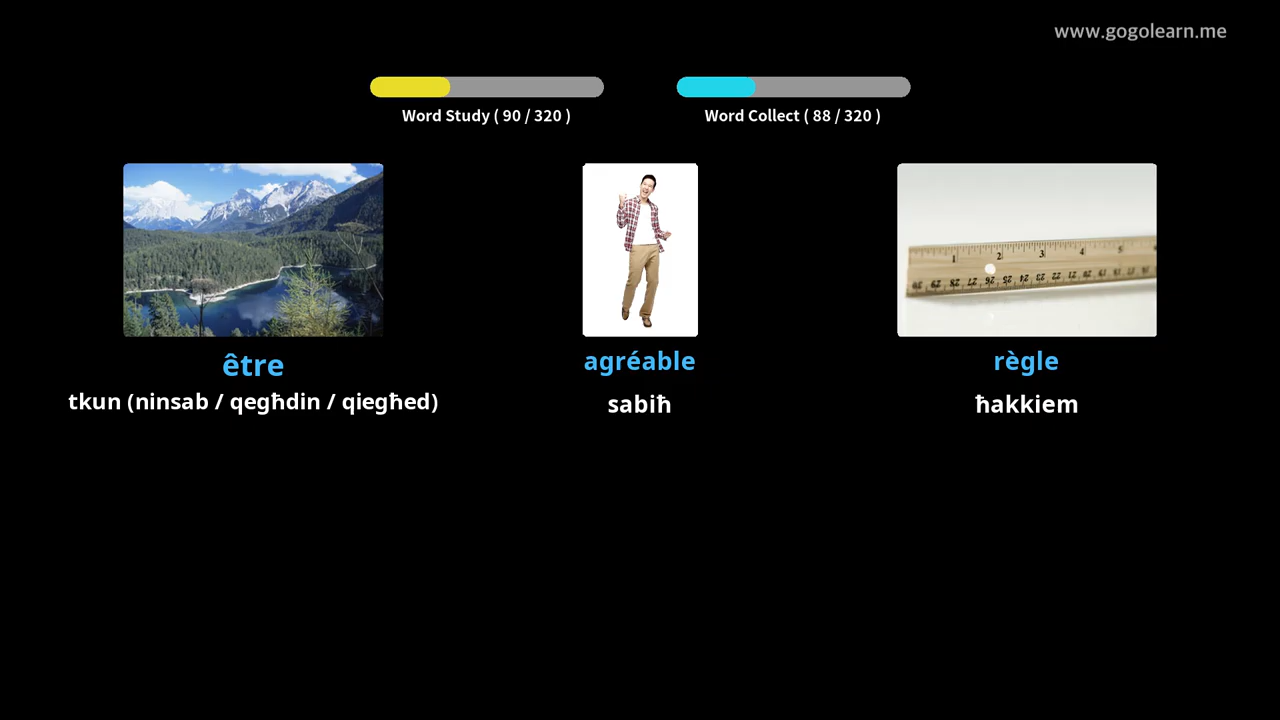 www.gogolearn.me
Word Study ( 90 / 320 )
Word Collect ( 88 / 320 )
être
agréable
règle
tkun (ninsab / qegħdin / qiegħed)
sabiħ
ħakkiem